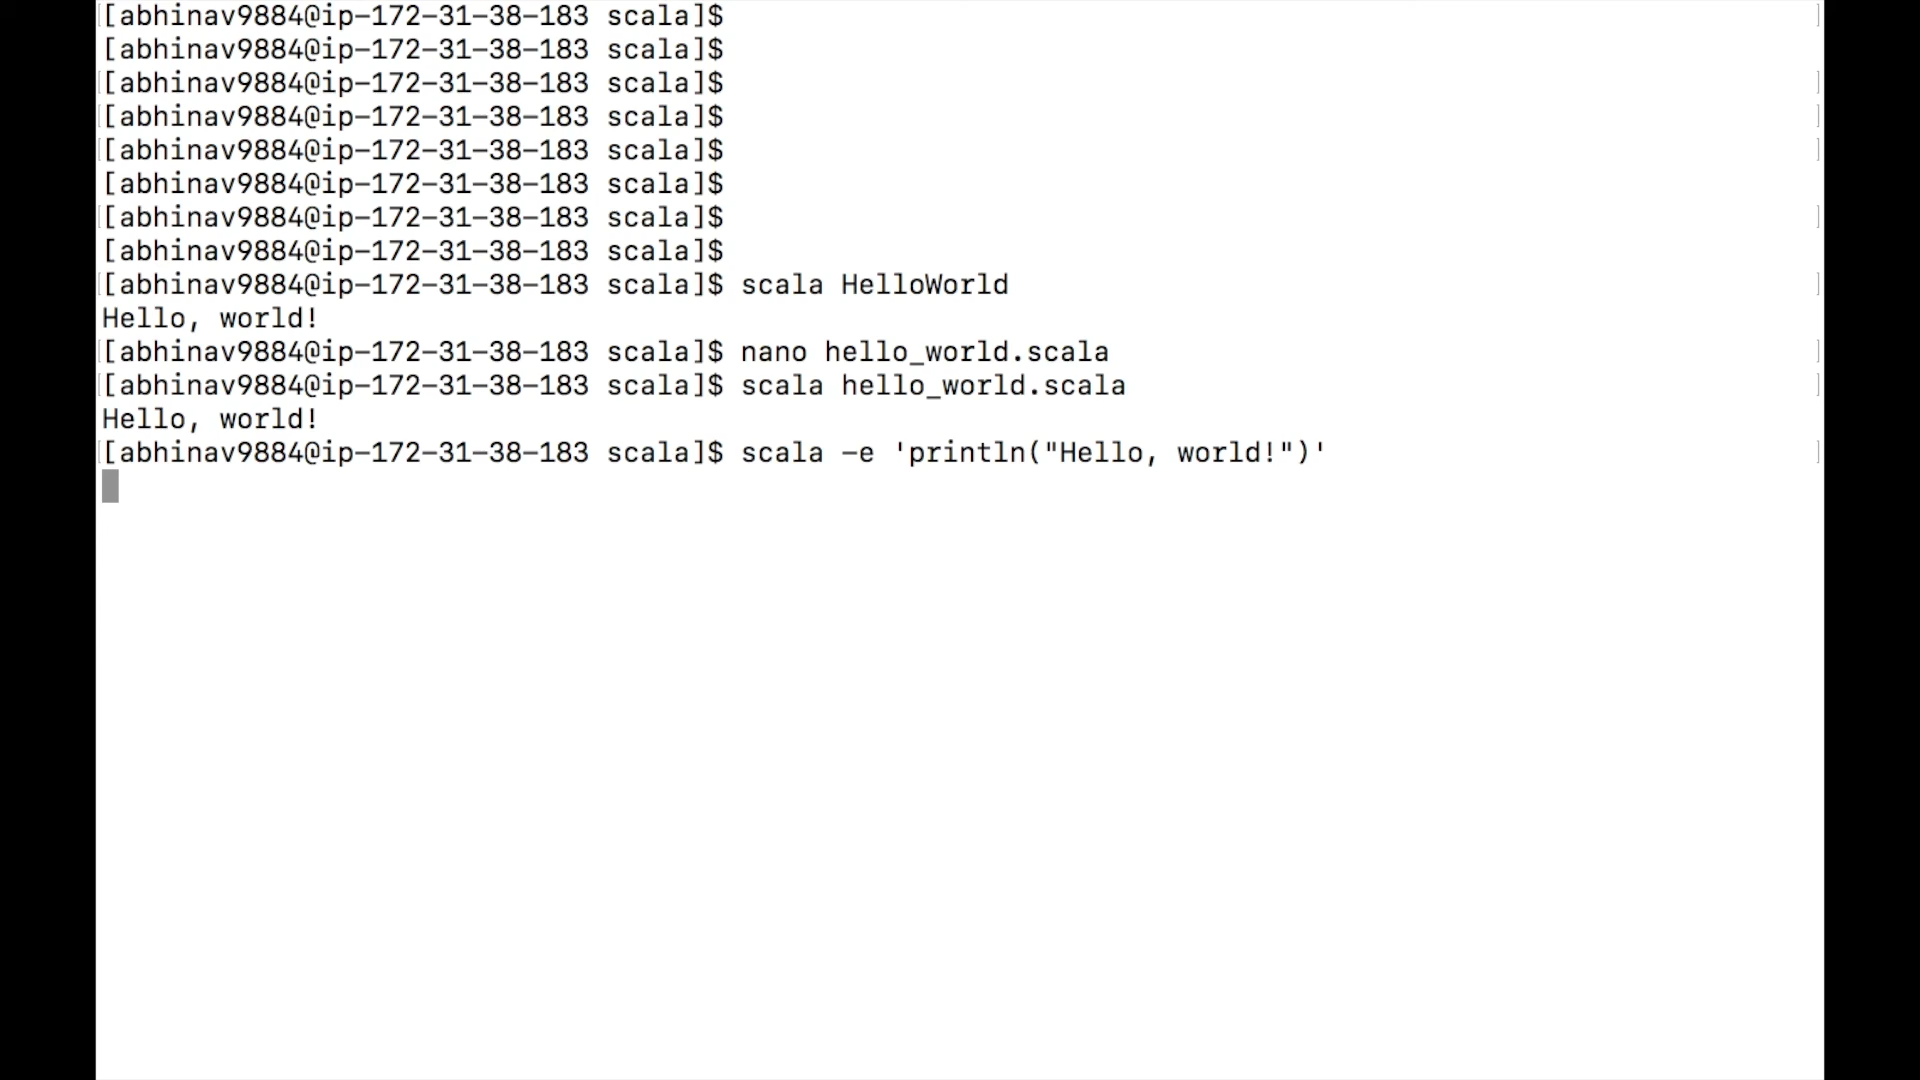 [abhinav9884@ip-172-31-38-183 scala]$
[abhinav9884@ip-172-31-38-183 scala]$
[abhinav9884@ip-172-31-38-183 scala]$
[abhinav9884@ip-172-31-38-183 scala]$
[abhinav9884@ip-172-31-38-183 scala]$
[abhinav9884@ip-172-31-38-183 scala]$
[abhinav9884@ip-172-31-38-183 scala]$
[abhinav9884@ip-172-31-38-183 scala]$
[abhinav9884@ip-172-31-38-183 scala]$ scala HelloWorld
Hello, world!
[abhinav9884@ip-172-31-38-183 scala]$ nano hello_world.scala
[abhinav9884@ip-172-31-38-183 scala]$ scala hello_world.scala
Hello, world!
[abhinav9884@ip-172-31-38-183 scala]$ scala -e 'println("Hello, world!")'